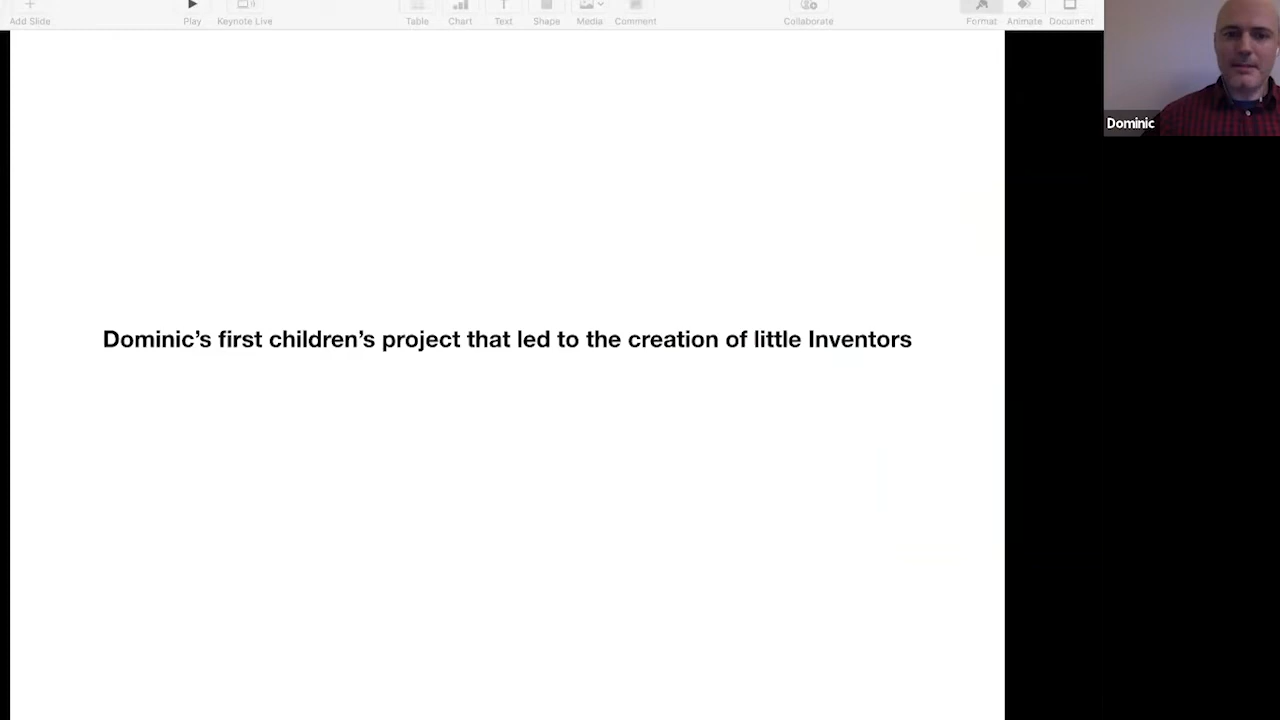 Add Slide
Play
Keynote Live
Table
Chart
Text
Shape
Media
Comment
Collaborate
Format
Animate
Document
Dominic
Dominic’s first children’s project that led to the creation of little Inventors